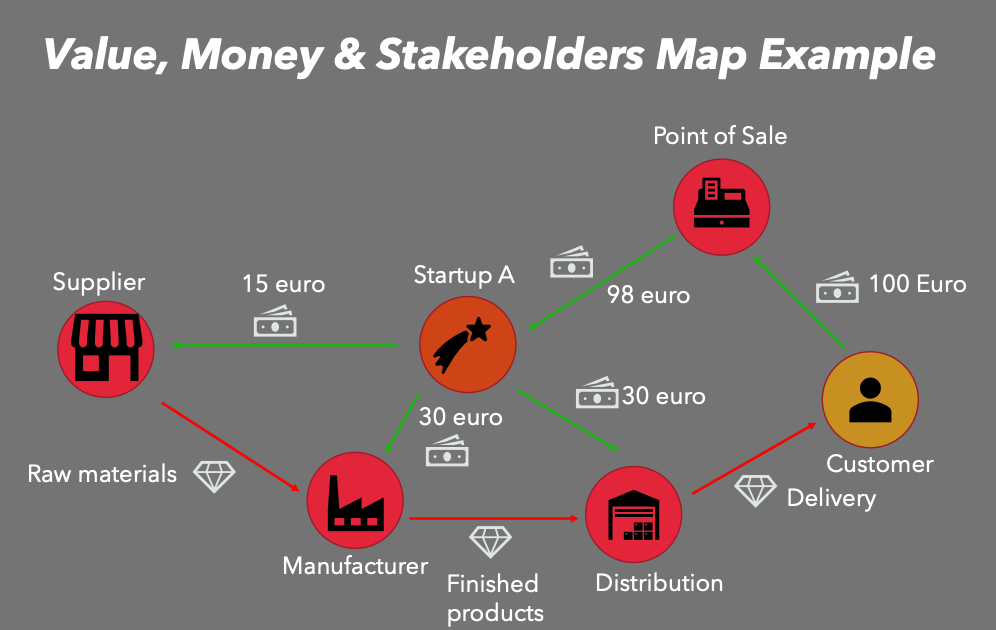 Value, Money & Stakeholders Map Example
Point of Sale
Supplier
15 euro
Startup A
98 euro
100 Euro
30 euro
30 euro
Raw materials
Customer
Delivery
Manufacturer
Finished
products
Distribution